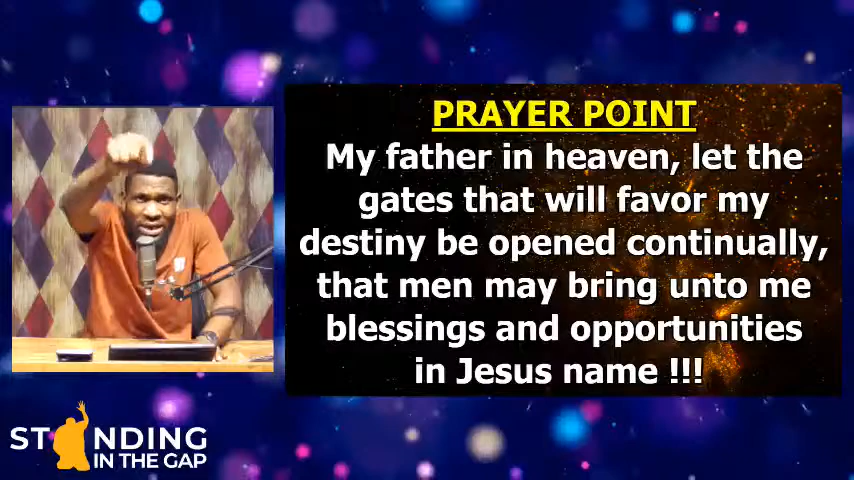 PRAYER POINT
My father in heaven, let the
gates that will favor my
destiny be opened continually,
that men may bring unto me
blessings and opportunities
in Jesus name !!!
STANDING
IN THE GAP